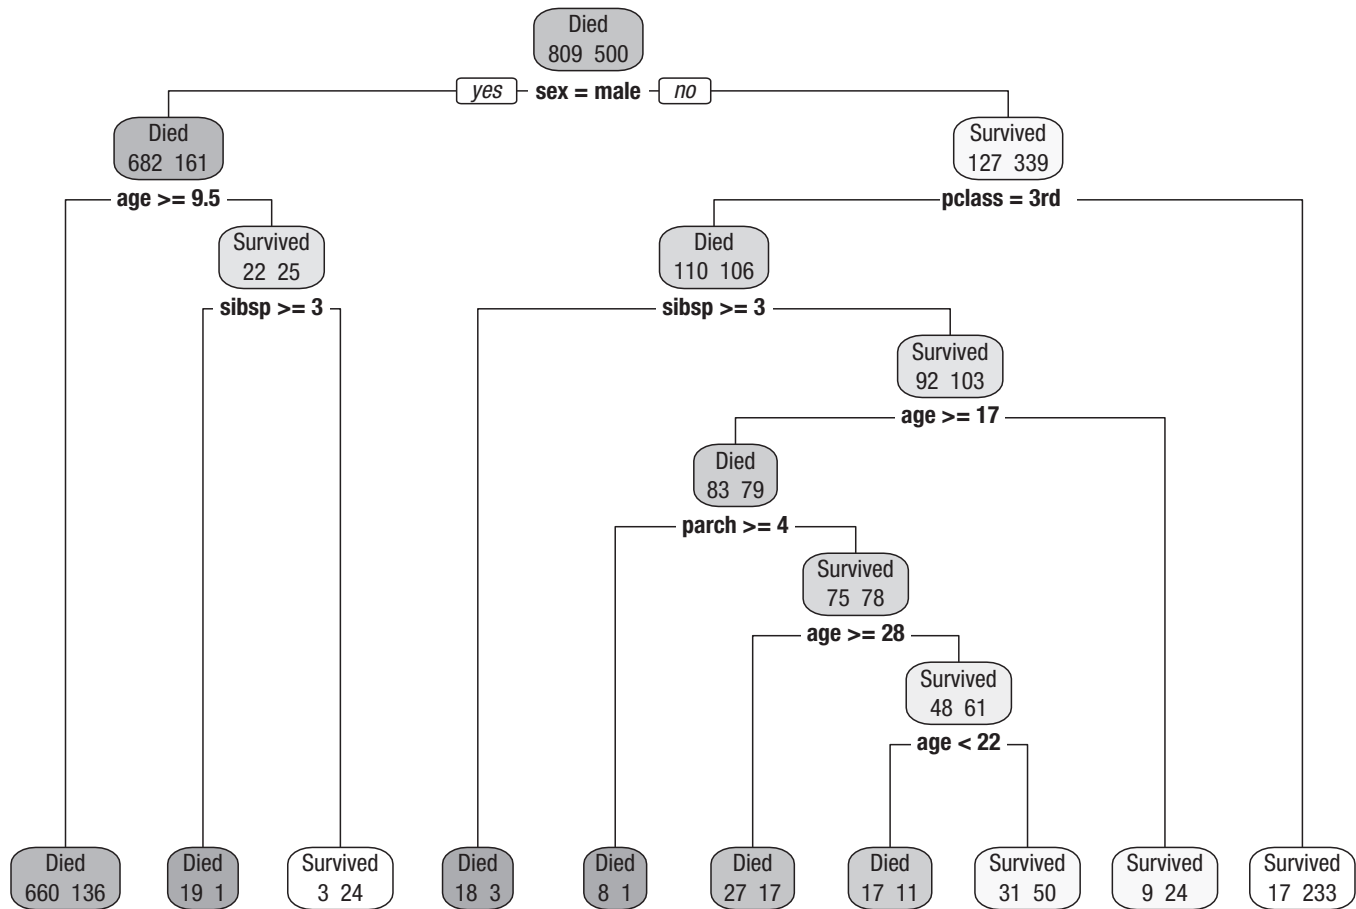 Died
809 500
yes sex = male no
Died
682 161
Survived
127 339
age >= 9.5
pclass = 3rd
Survived
22 25
Died
110 106
sibsp >= 3
sibsp >= 3
Survived
92 103
age >= 17
Died
83 79
parch >= 4
Survived
75 78
age >= 28
Survived
48 61
age < 22
Died
660 136
Died
19 1
Survived
3 24
Died
18 3
Died
8 1
Died
27 17
Died
17 11
Survived
31 50
Survived
9 24
Survived
17 233